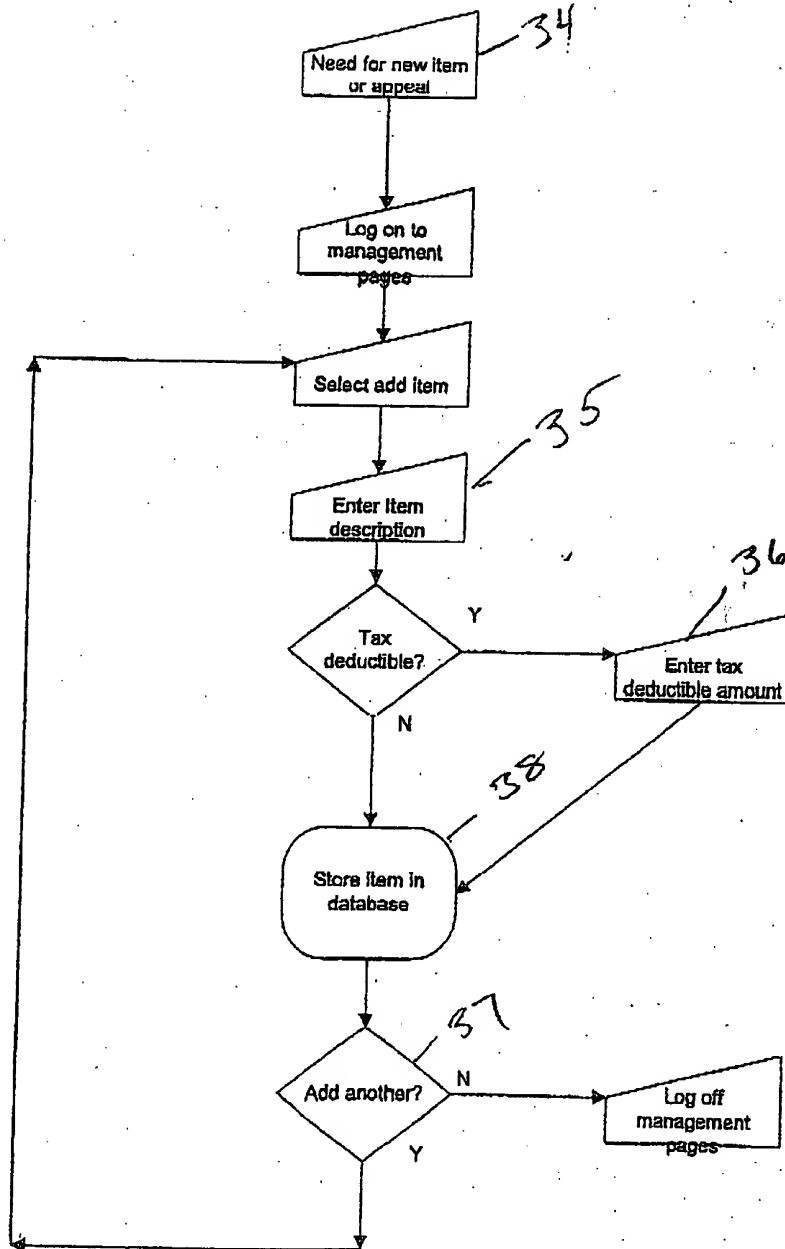 34
Need for new item
or appeal
Log on to
management
pages
Select add item
35
Enter item
description
36
Tax
deductible?
Y
Enter tax
deductible amount
N
38
Store item in
database
37
Add another?
N
Log off
management
pages
Y